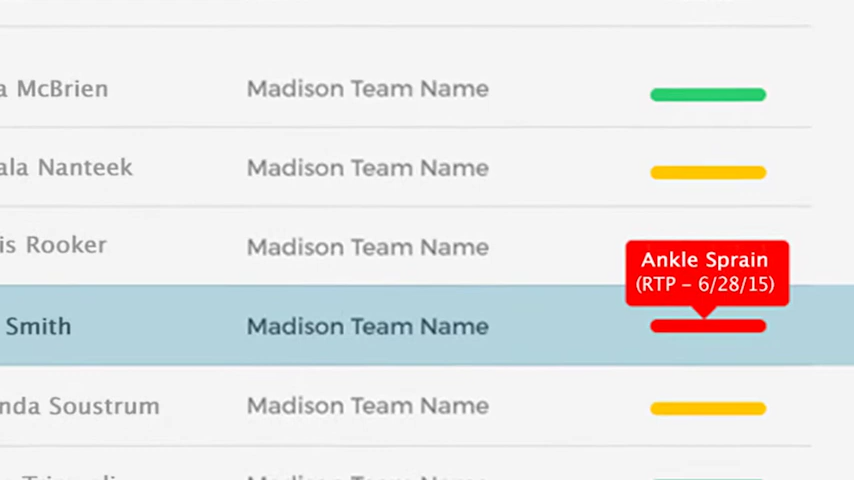 a McBrien Madison Team Name
ala Nanteek Madison Team Name
is Rooker Madison Team Name
Ankle Sprain
(RTP – 6/28/15)
Smith Madison Team Name
nda Soustrum Madison Team Name